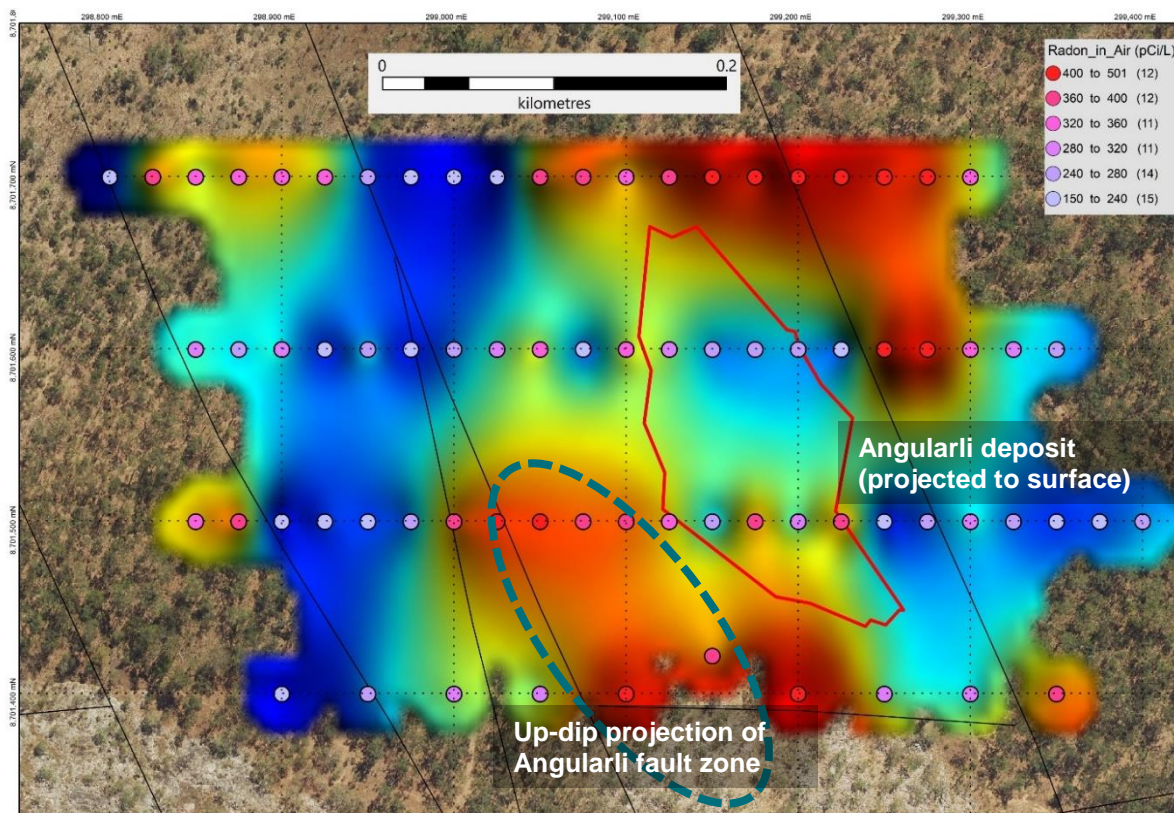 298,800 mE
298,900 mE
299,000 mE
299,100 mE
299,200 mE
299,300 mE
299,400 mE
8,701,8
0
0.2
kilometres
Radon_in_Air (pCi/L)
400 to 501 (12)
360 to 400 (12)
320 to 360 (11)
280 to 320 (11)
240 to 280 (14)
150 to 240 (15)
8,701,700 mN
8,701,600 mN
Angularli deposit
(projected to surface)
8,701,500 mN
8,701,400 mN
Up-dip projection of
Angularli fault zone